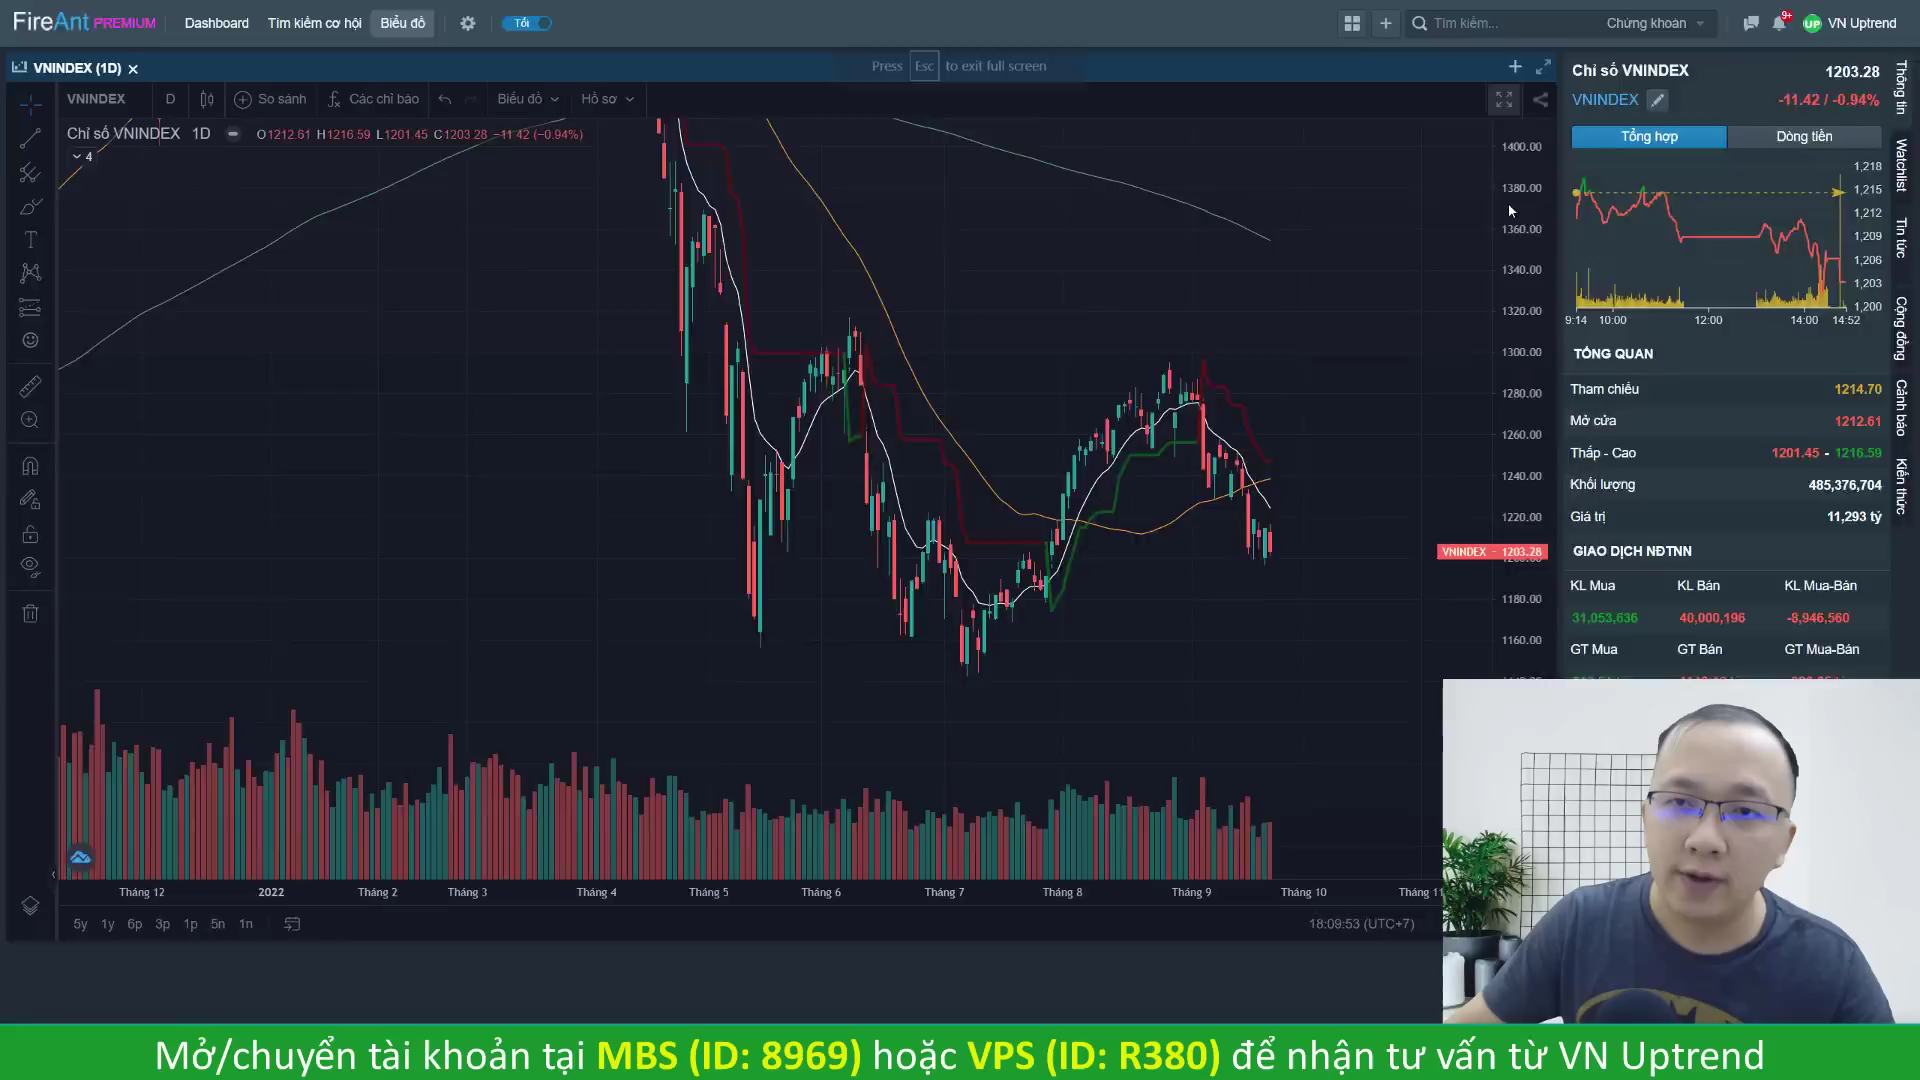 FireAnt PREMIUM Dashboard Tìm kiếm cơ hội Biểu đồ Tối Tìm kiếm... Chứng khoán 9+ UP VN Uptrend
VNINDEX (1D)
Press Esc to exit full screen
VNINDEX D So sánh Các chỉ báo Biểu đồ Hồ sơ
Chỉ số VNINDEX 1D O1212.61 H1216.59 L1201.45 C1203.28 −11.42 (−0.94%)
4
1400.00
1380.00
1360.00
1340.00
1320.00
1300.00
1280.00
1260.00
1240.00
1220.00
VNINDEX - 1203.28
1180.00
1160.00
Tháng 12 2022 Tháng 2 Tháng 3 Tháng 4 Tháng 5 Tháng 6 Tháng 7 Tháng 8 Tháng 9 Tháng 10 Tháng 11
5y 1y 6p 3p 1p 5n 1n
18:09:53 (UTC+7)
Chỉ số VNINDEX 1203.28
VNINDEX -11.42 / -0.94%
Tổng hợp Dòng tiền
1,218
1,215
1,212
1,209
1,206
1,203
1,200
9:14 10:00 12:00 14:00 14:52
TỔNG QUAN
Tham chiếu 1214.70
Mở cửa 1212.61
Thấp - Cao 1201.45 - 1216.59
Khối lượng 485,376,704
Giá trị 11,293 tỷ
GIAO DỊCH NĐTNN
KL Mua KL Bán KL Mua-Bán
31,053,636 40,000,196 -8,946,560
GT Mua GT Bán GT Mua-Bán
Thông tin
Watchlist
Tin tức
Cộng đồng
Cảnh báo
Kiến thức
Mở/chuyển tài khoản tại MBS (ID: 8969) hoặc VPS (ID: R380) để nhận tư vấn từ VN Uptrend